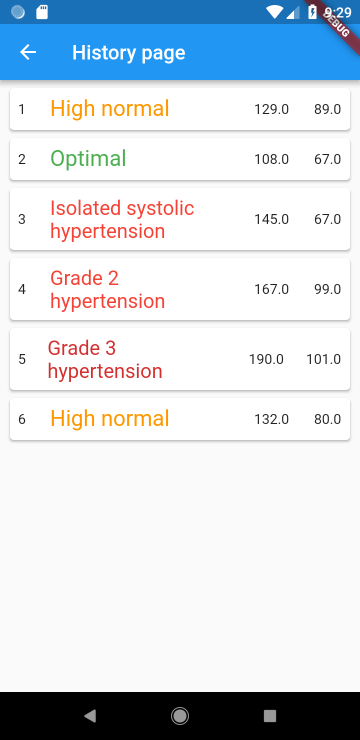 9:29
DEBUG
History page
1 High normal 129.0 89.0
2 Optimal 108.0 67.0
3 Isolated systolic hypertension 145.0 67.0
4 Grade 2 hypertension 167.0 99.0
5 Grade 3 hypertension 190.0 101.0
6 High normal 132.0 80.0